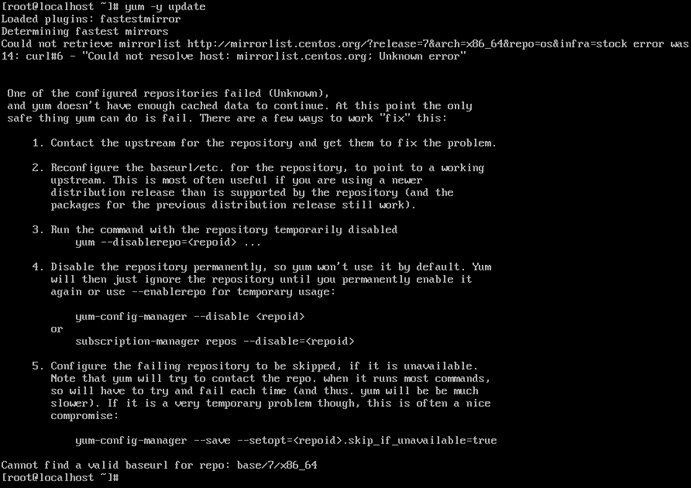 [root@localhost ~]# yum -y update
Loaded plugins: fastestmirror
Determining fastest mirrors
Could not retrieve mirrorlist http://mirrorlist.centos.org/?release=7&arch=x86_64&repo=os&infra=stock error was
14: curl#6 - "Could not resolve host: mirrorlist.centos.org; Unknown error"
One of the configured repositories failed (Unknown),
and yum doesn't have enough cached data to continue. At this point the only
safe thing yum can do is fail. There are a few ways to work "fix" this:
1. Contact the upstream for the repository and get them to fix the problem.
2. Reconfigure the baseurl/etc. for the repository, to point to a working
upstream. This is most often useful if you are using a newer
distribution release than is supported by the repository (and the
packages for the previous distribution release still work).
3. Run the command with the repository temporarily disabled
yum --disablerepo=<repoid> ...
4. Disable the repository permanently, so yum won't use it by default. Yum
will then just ignore the repository until you permanently enable it
again or use --enablerepo for temporary usage:
yum-config-manager --disable <repoid>
or
subscription-manager repos --disable=<repoid>
5. Configure the failing repository to be skipped, if it is unavailable.
Note that yum will try to contact the repo. when it runs most commands,
so will have to try and fail each time (and thus. yum will be be much
slower). If it is a very temporary problem though, this is often a nice
compromise:
yum-config-manager --save --setopt=<repoid>.skip_if_unavailable=true
Cannot find a valid baseurl for repo: base/7/x86_64
[root@localhost ~]#